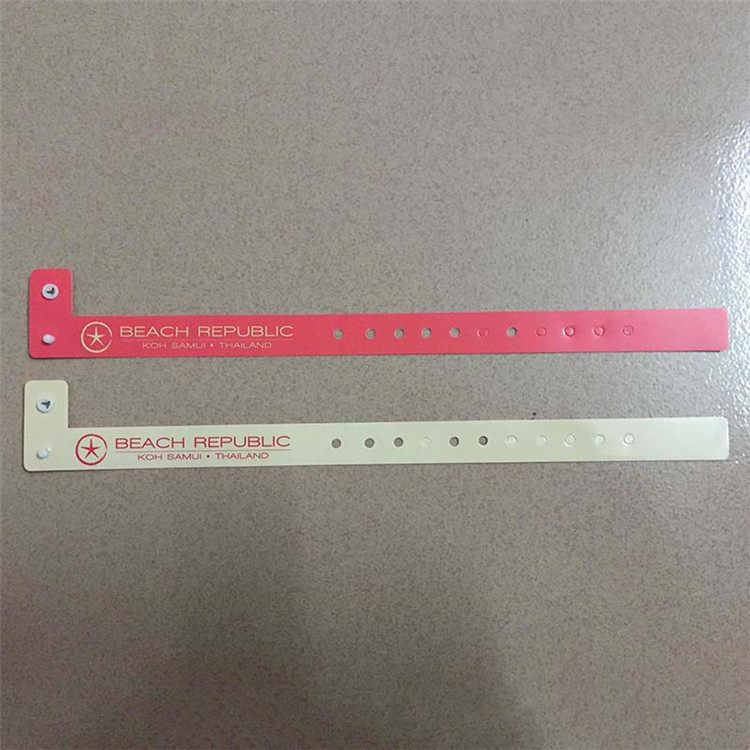 BEACH REPUBLIC
KOH SAMUI • THAILAND
BEACH REPUBLIC
KOH SAMUI • THAILAND